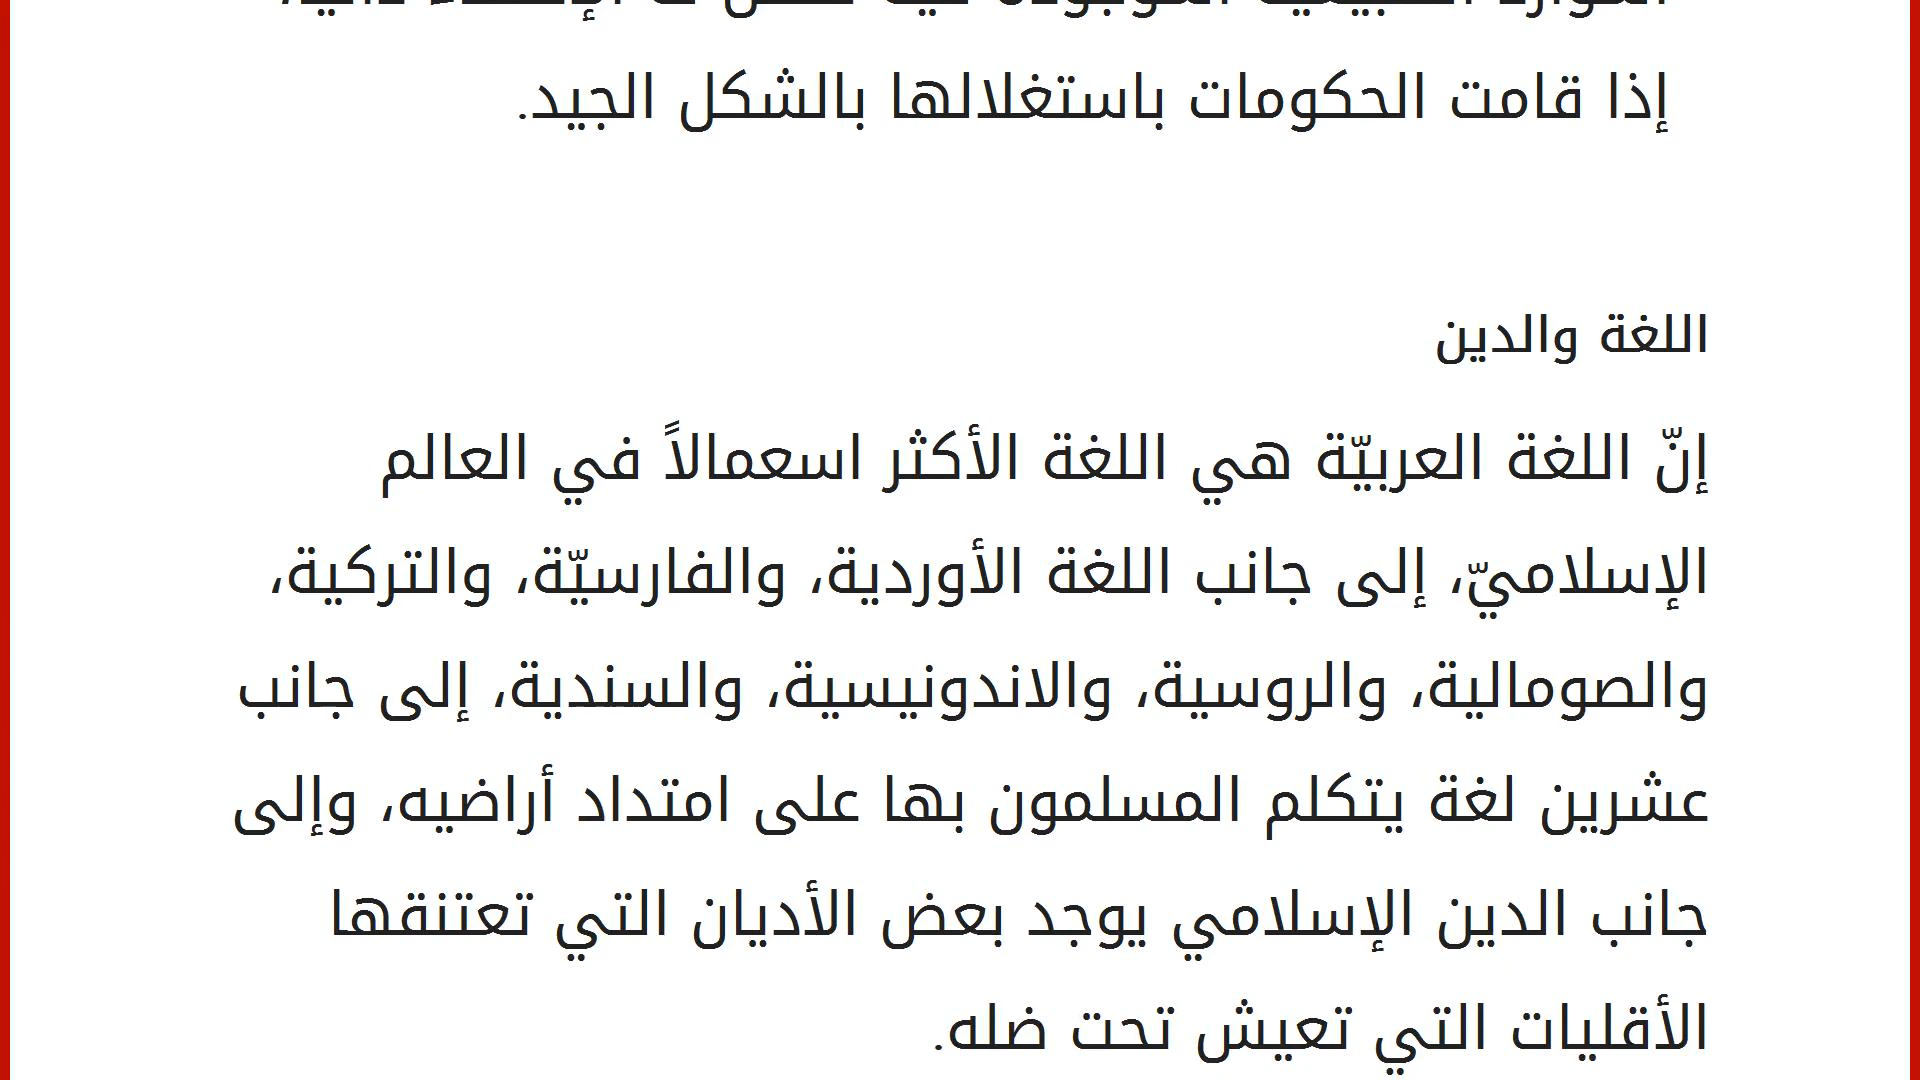 إذا قامت الحكومات باستغلالها بالشكل الجيد.
اللغة والدين
إنّ اللغة العربيّة هي اللغة الأكثر اسعمالاً في العالم
الإسلاميّ، إلى جانب اللغة الأوردية، والفارسيّة، والتركية،
والصومالية، والروسية، والاندونيسية، والسندية، إلى جانب
عشرين لغة يتكلم المسلمون بها على امتداد أراضيه، وإلى
جانب الدين الإسلامي يوجد بعض الأديان التي تعتنقها
الأقليات التي تعيش تحت ضله.